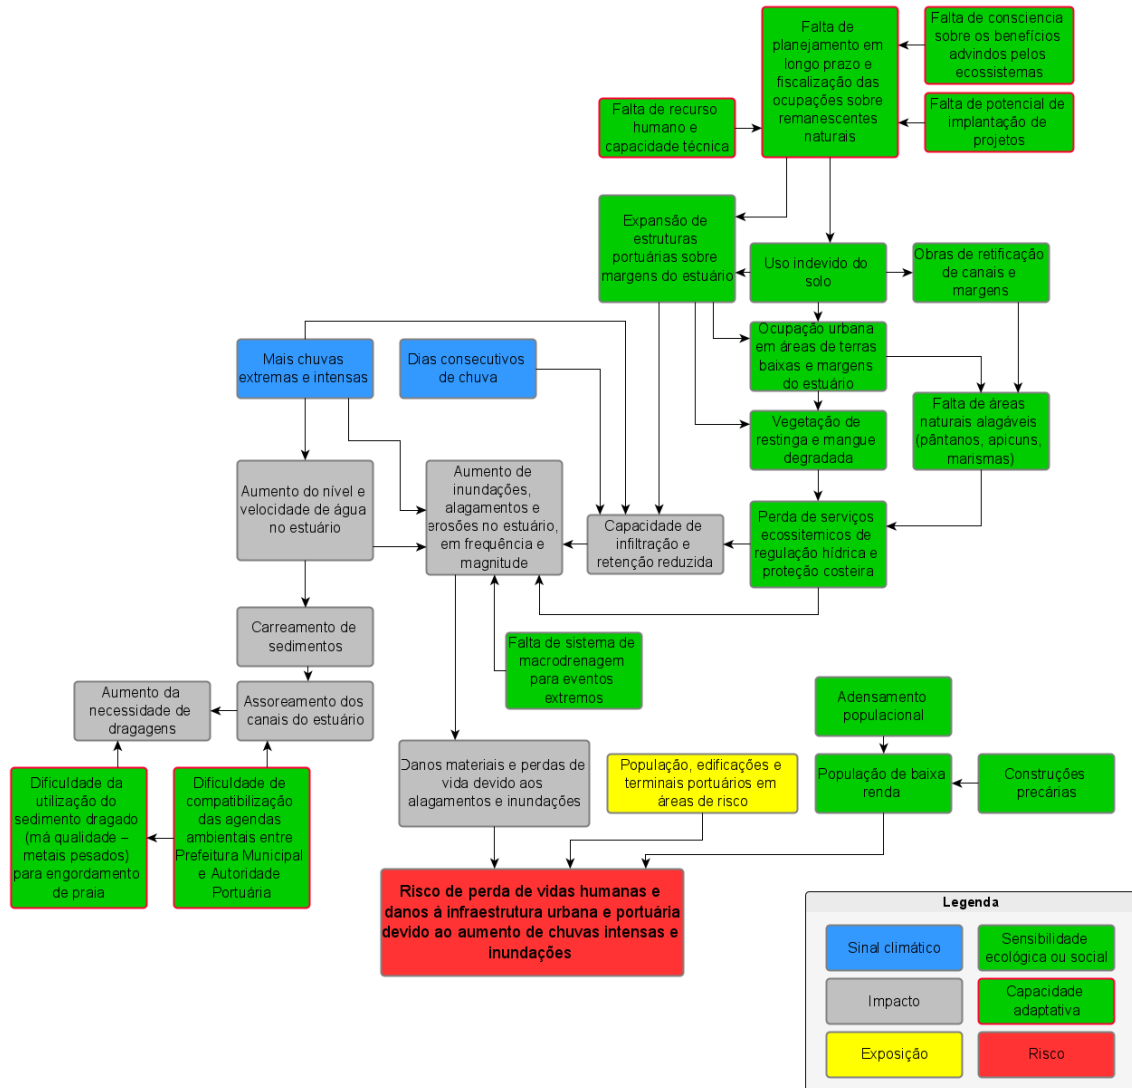 Falta de
planejamento em
longo prazo e
fiscalização das
ocupações sobre
remanescentes
naturais
Falta de consciencia
sobre os benefícios
advindos pelos
ecossistemas
Falta de potencial de
implantação de
projetos
Falta de recurso
humano e
capacidade técnica
Expansão de
estruturas
portuárias sobre
margens do estuário
Uso indevido do
solo
Obras de retificação
de canais e
margens
Mais chuvas
extremas e intensas
Dias consecutivos
de chuva
Ocupação urbana
em áreas de terras
baixas e margens
do estuário
Vegetação de
restinga e mangue
degradada
Falta de áreas
naturais alagáveis
(pântanos, apicuns,
marismas)
Aumento do nível e
velocidade de água
no estuário
Aumento de
inundações,
alagamentos e
erosões no estuário,
em frequência e
magnitude
Capacidade de
infiltração e
retenção reduzida
Perda de serviços
ecossitemicos de
regulação hídrica e
proteção costeira
Carreamento de
sedimentos
Falta de sistema de
macrodrenagem
para eventos
extremos
Aumento da
necessidade de
dragagens
Assoreamento dos
canais do estuário
Adensamento
populacional
Danos materiais e perdas de
vida devido aos
alagamentos e inundações
População, edificações e
terminais portuários em
áreas de risco
População de baixa
renda
Construções
precárias
Dificuldade da
utilização do
sedimento dragado
(má qualidade –
metais pesados)
para engordamento
de praia
Dificuldade de
compatibilização
das agendas
ambientais entre
Prefeitura Municipal
e Autoridade
Portuária
Risco de perda de vidas humanas e
danos à infraestrutura urbana e portuária
devido ao aumento de chuvas intensas e
inundações
Legenda
Sinal climático
Sensibilidade
ecológica ou social
Impacto
Capacidade
adaptativa
Exposição
Risco